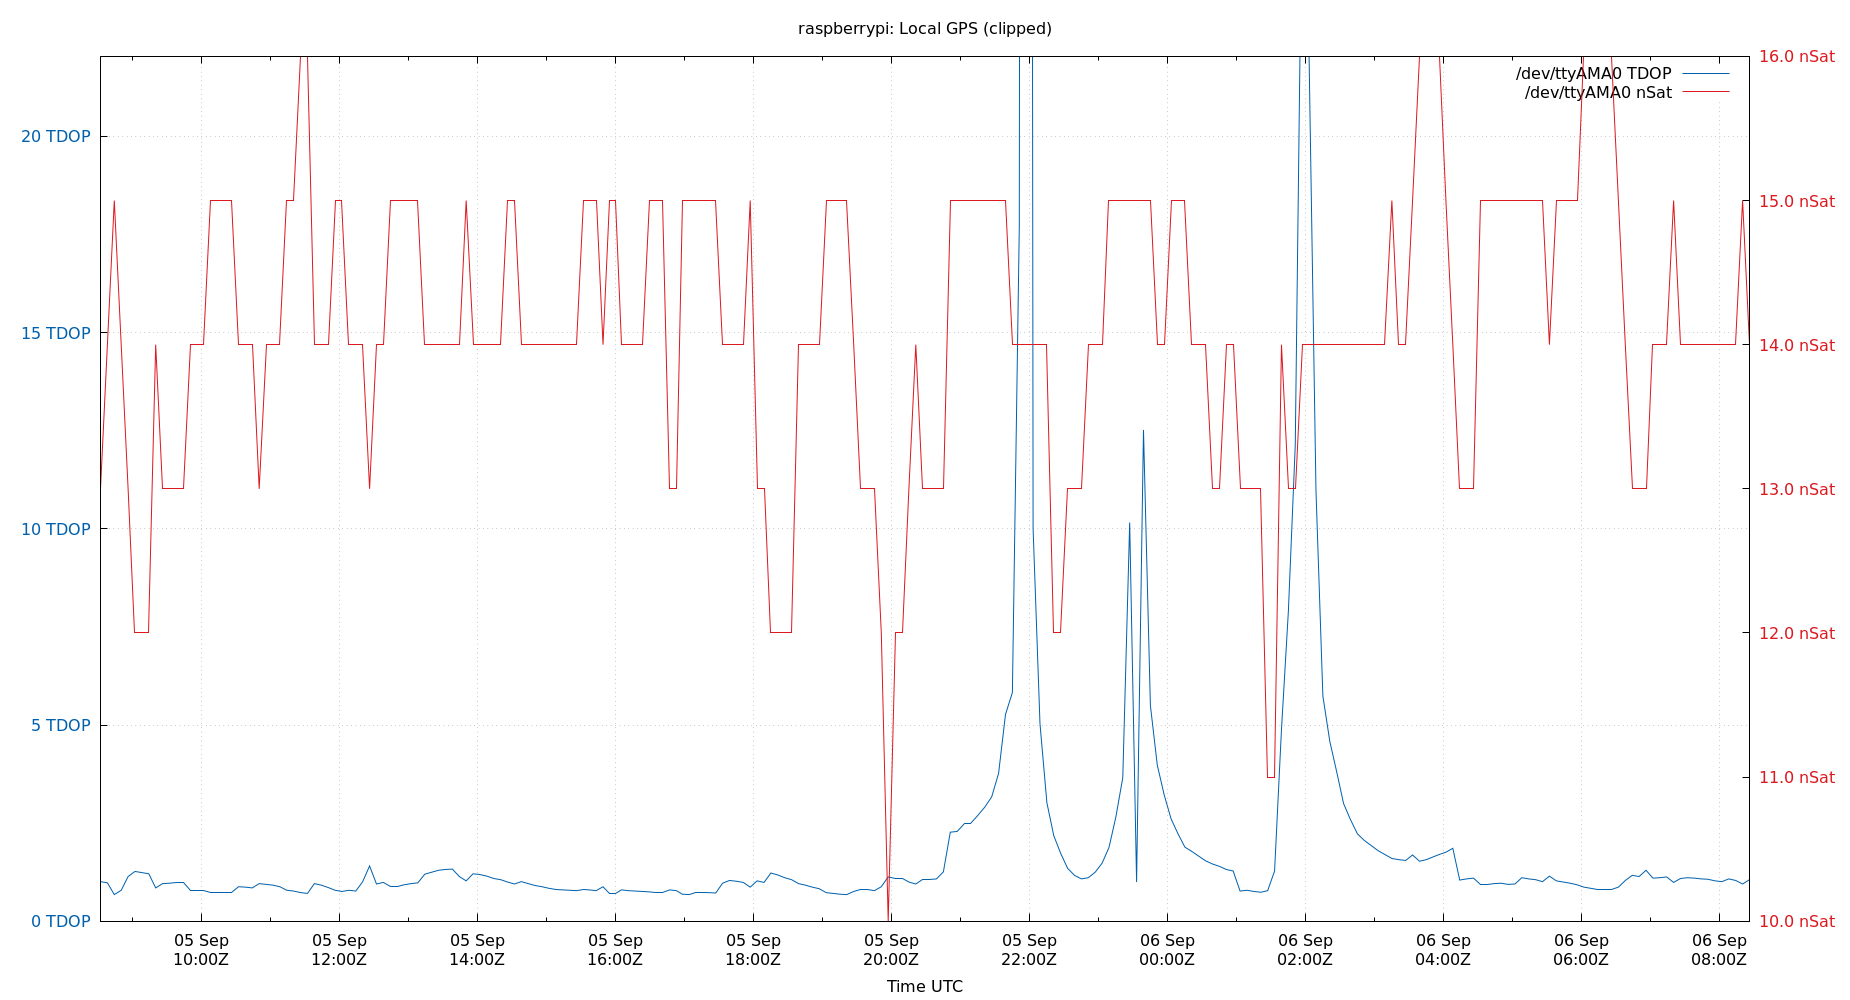 raspberrypi: Local GPS (clipped)
/dev/ttyAMA0 TDOP
/dev/ttyAMA0 nSat
20 TDOP
15 TDOP
10 TDOP
5 TDOP
0 TDOP
16.0 nSat
15.0 nSat
14.0 nSat
13.0 nSat
12.0 nSat
11.0 nSat
10.0 nSat
05 Sep 05 Sep 05 Sep 05 Sep 05 Sep 05 Sep 05 Sep 06 Sep 06 Sep 06 Sep 06 Sep 06 Sep
10:00Z 12:00Z 14:00Z 16:00Z 18:00Z 20:00Z 22:00Z 00:00Z 02:00Z 04:00Z 06:00Z 08:00Z
Time UTC